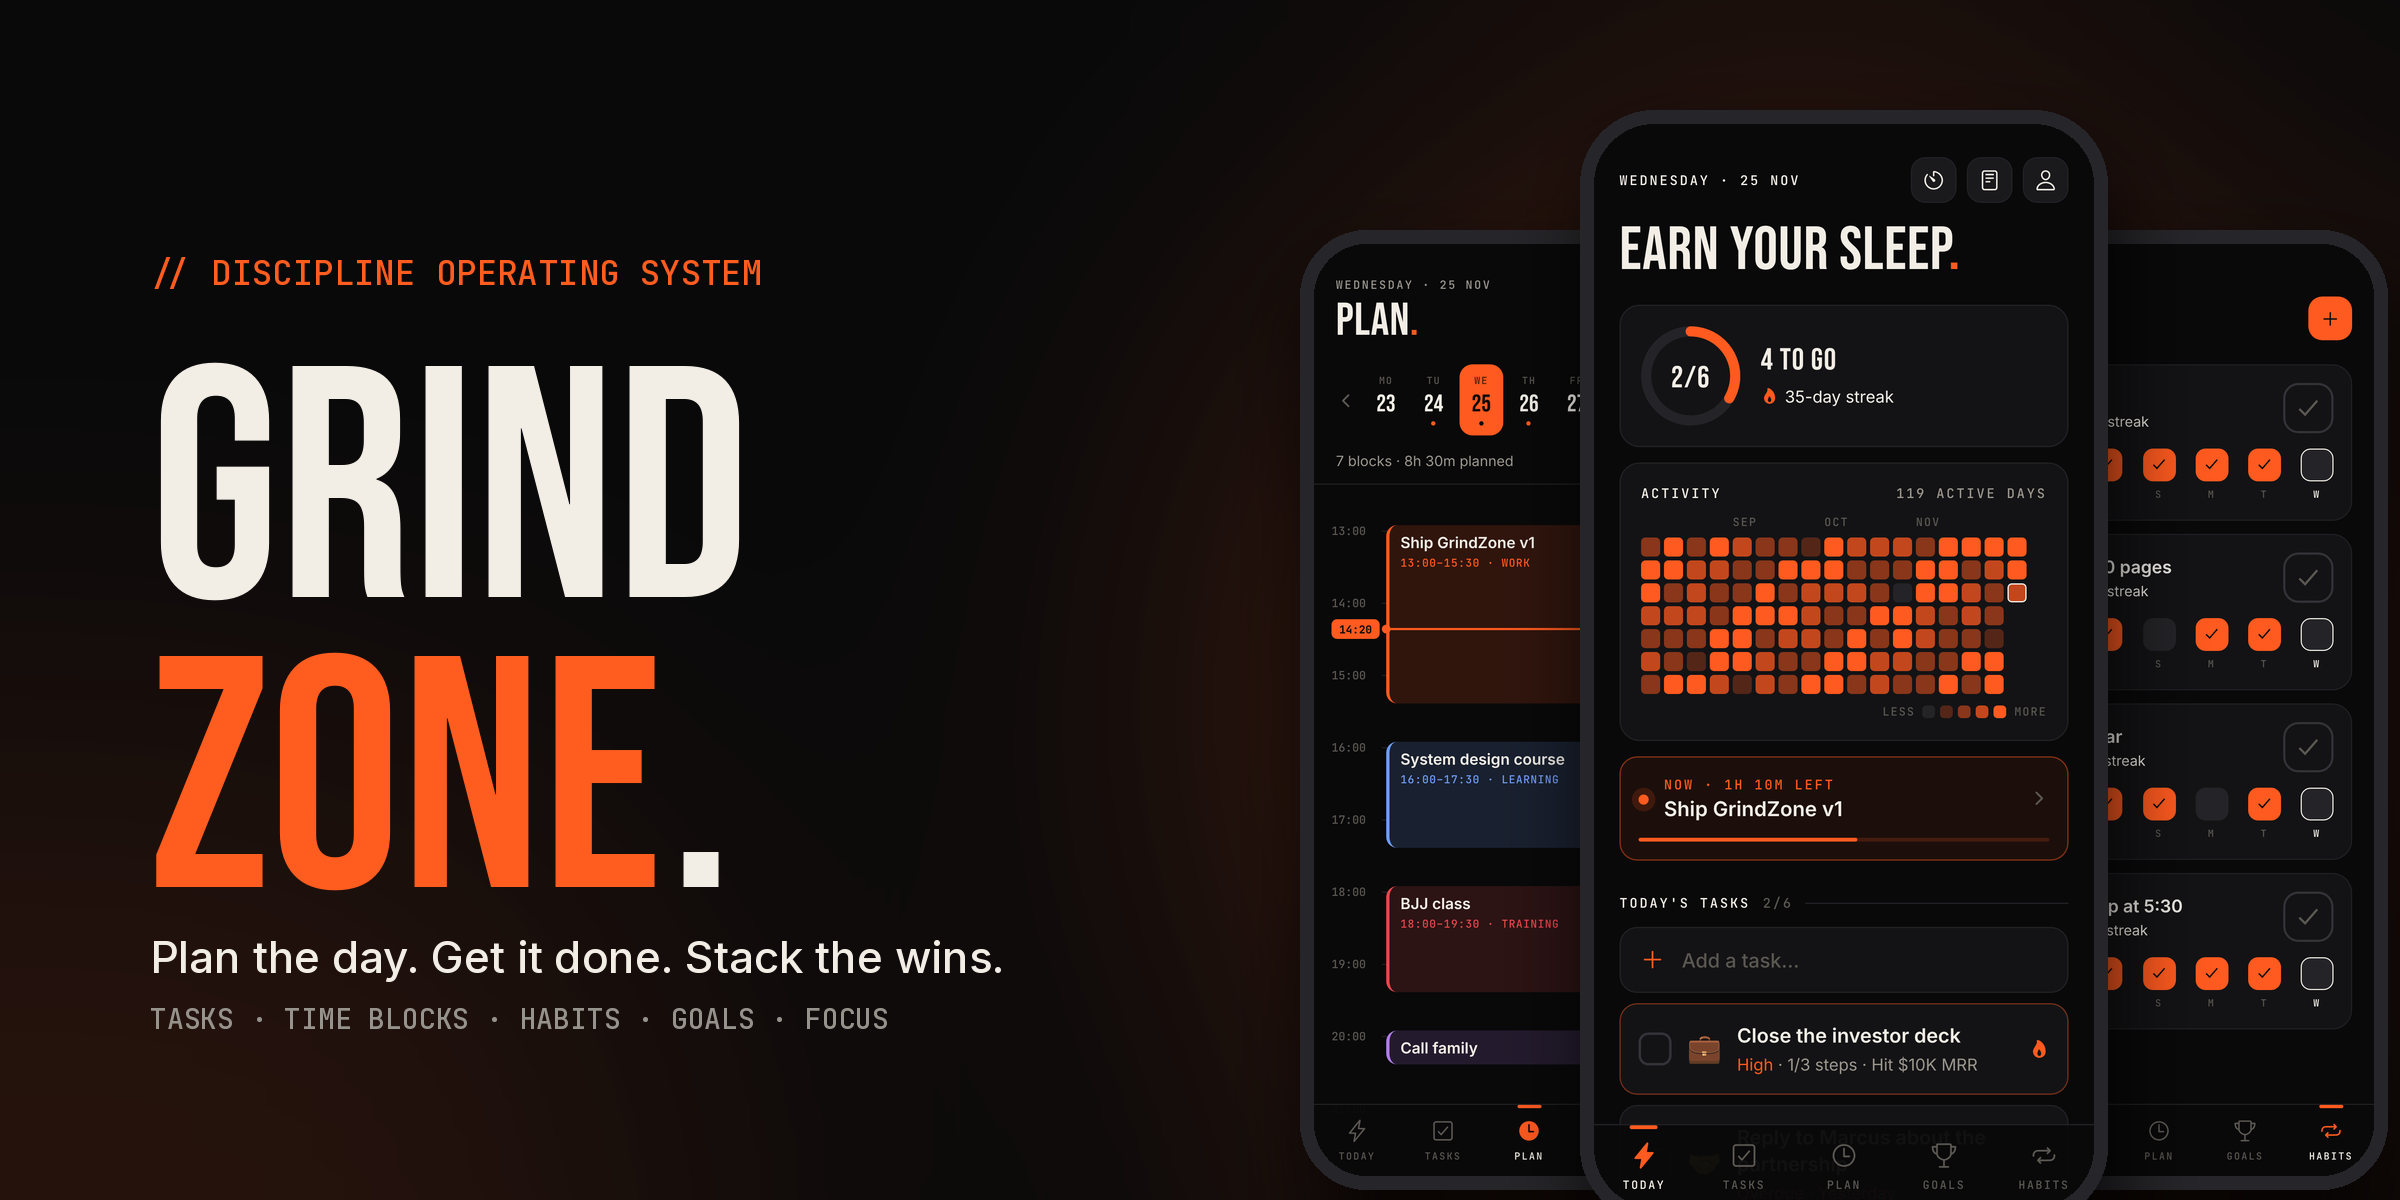 // DISCIPLINE OPERATING SYSTEM
GRIND
ZONE.
Plan the day. Get it done. Stack the wins.
TASKS · TIME BLOCKS · HABITS · GOALS · FOCUS
WEDNESDAY · 25 NOV
PLAN.
MO TU WE TH
23 24 25 26
7 blocks · 8h 30m planned
13:00
Ship GrindZone v1
13:00–15:30 · WORK
14:00
14:20
15:00
16:00
System design course
16:00–17:30 · LEARNING
17:00
18:00
BJJ class
18:00–19:30 · TRAINING
19:00
20:00
Call family
TODAY TASKS PLAN
WEDNESDAY · 25 NOV
EARN YOUR SLEEP.
2/6
4 TO GO
35-day streak
ACTIVITY
119 ACTIVE DAYS
SEP OCT NOV
LESS MORE
NOW · 1H 10M LEFT
Ship GrindZone v1
TODAY'S TASKS 2/6
Add a task...
Close the investor deck
High · 1/3 steps · Hit $10K MRR
Reply to Marcus about the
partnership
TODAY TASKS PLAN GOALS HABITS
streak
S M T W
pages
streak
S M T W
streak
S M T W
at 5:30
streak
S M T W
PLAN GOALS HABITS